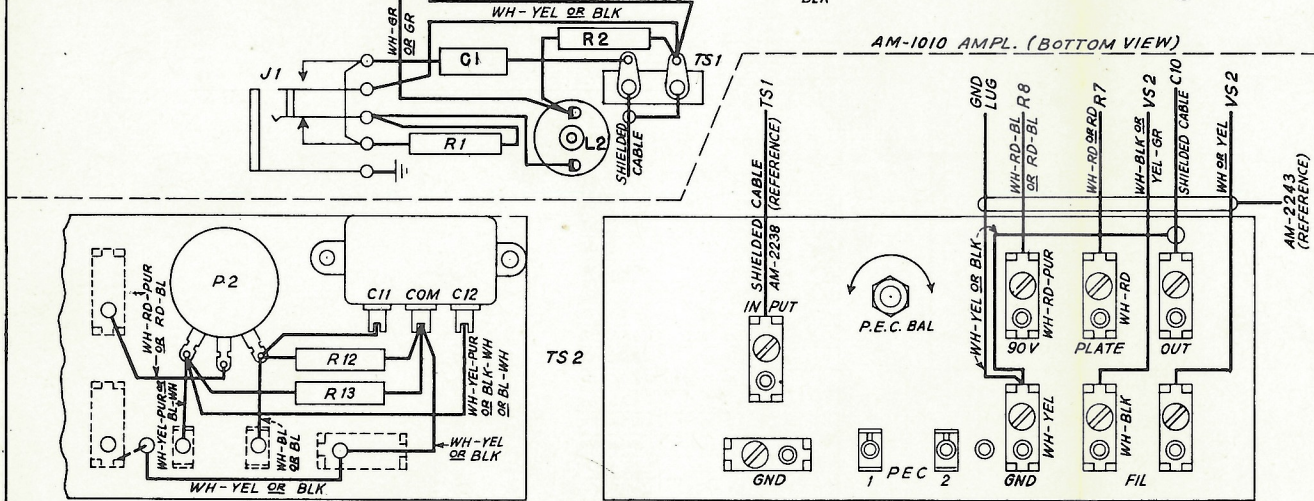 BLK
WH-YEL OR BLK
WH-GR
OR GR
R2
C1
TS1
J1
R1
L2
SHIELDED
CABLE
AM-1010 AMPL. (BOTTOM VIEW)
TS1
GND
LUG
R8
R7
VS2
C10
VS2
SHIELDED CABLE
AM-2238 (REFERENCE)
WH-RD-BL
OR RD-BL
WH-RD OR RD
WH-BLK OR
YEL-GR
SHIELDED CABLE
WH OR YEL
AM-2243
(REFERENCE)
P2
C11 COM C12
WH-RD-PUR
OR RD-BL
R12
R13
WH-YEL-PUR
OR BLK-WH
OR BL-WH
TS2
WH-YEL-PUR OR
BL-WH
WH-BL
OR BL
WH-YEL
OR BLK
WH-YEL OR BLK
INPUT
P.E.C. BAL
WH-YEL OR BLK
WH-RD-PUR
WH-RD
90V PLATE OUT
WH-YEL
WH-BLK
GND
1 PEC 2
GND
FIL